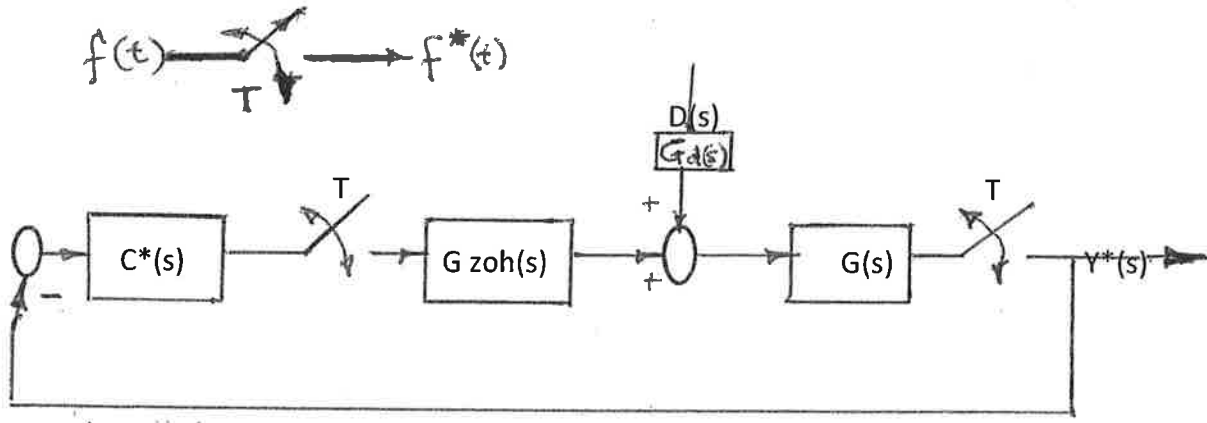 f(t) T f*(t)
D(s)
Gd(s)
T + T
C*(s) G zoh(s) G(s) Y*(s)
− +